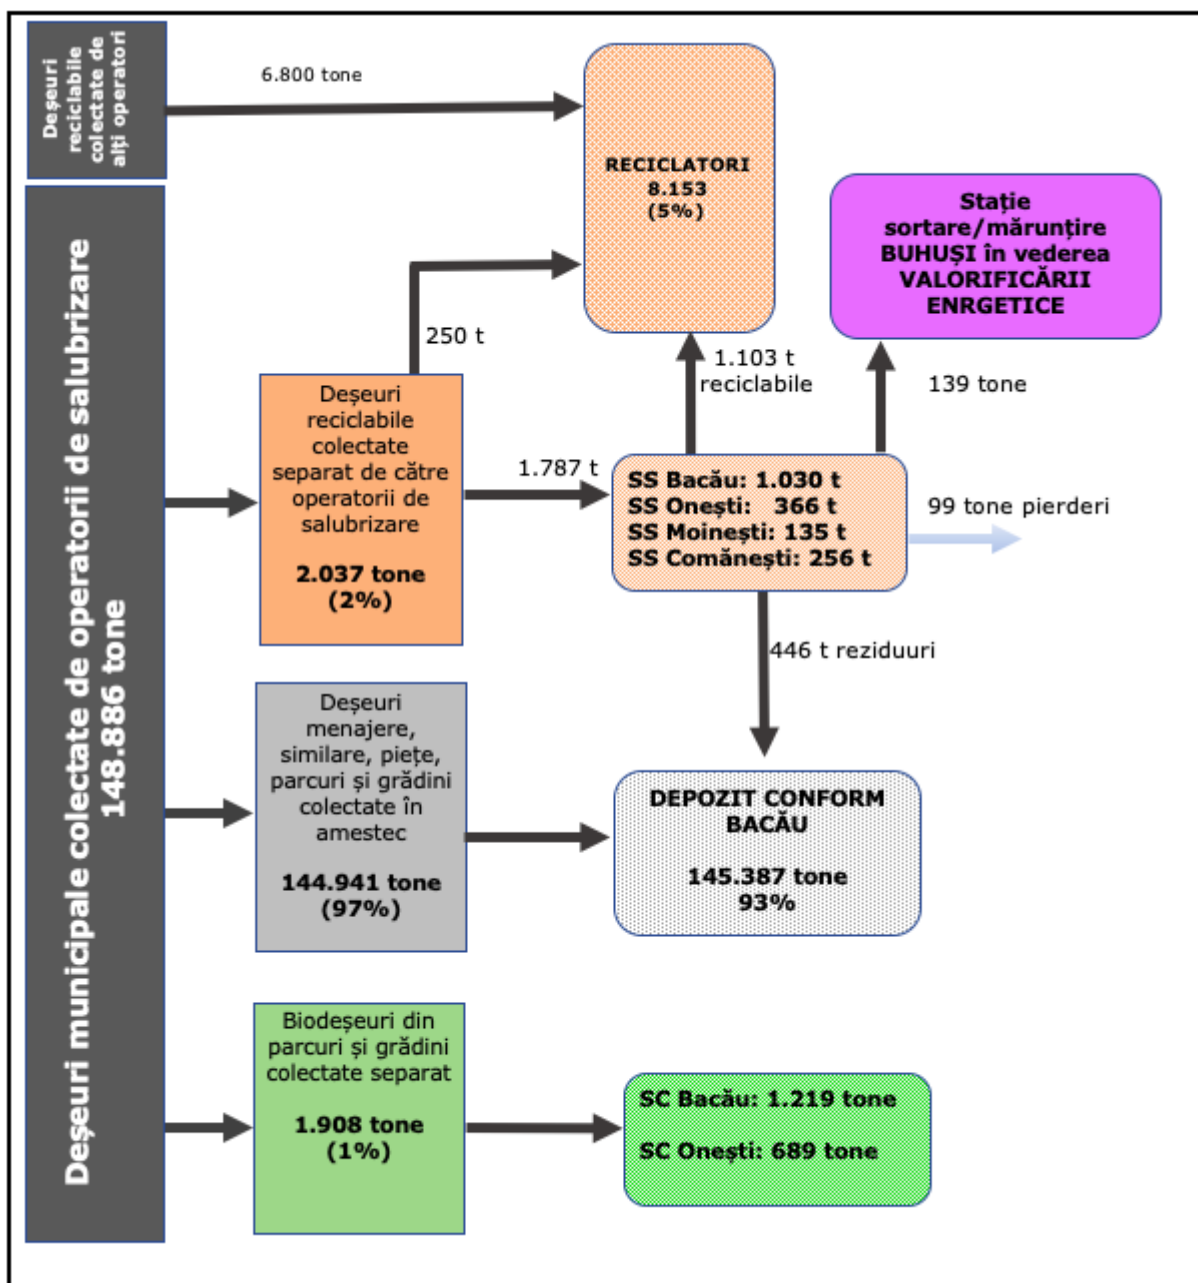 Deșeuri
reciclabile
colectate de
alți operatori
6.800 tone
RECICLATORI
8.153
(5%)
Stație
sortare/mărunțire
BUHUȘI în vederea
VALORIFICĂRII
ENRGETICE
Deșeuri municipale colectate de operatorii de salubrizare
148.886 tone
250 t
1.103 t
reciclabile
139 tone
Deșeuri
reciclabile
colectate
separat de către
operatorii de
salubrizare
2.037 tone
(2%)
1.787 t
SS Bacău: 1.030 t
SS Onești: 366 t
SS Moinești: 135 t
SS Comănești: 256 t
99 tone pierderi
446 t reziduuri
Deșeuri
menajere,
similare, piețe,
parcuri și grădini
colectate în
amestec
144.941 tone
(97%)
DEPOZIT CONFORM
BACĂU
145.387 tone
93%
Biodeșeuri din
parcuri și grădini
colectate separat
1.908 tone
(1%)
SC Bacău: 1.219 tone
SC Onești: 689 tone